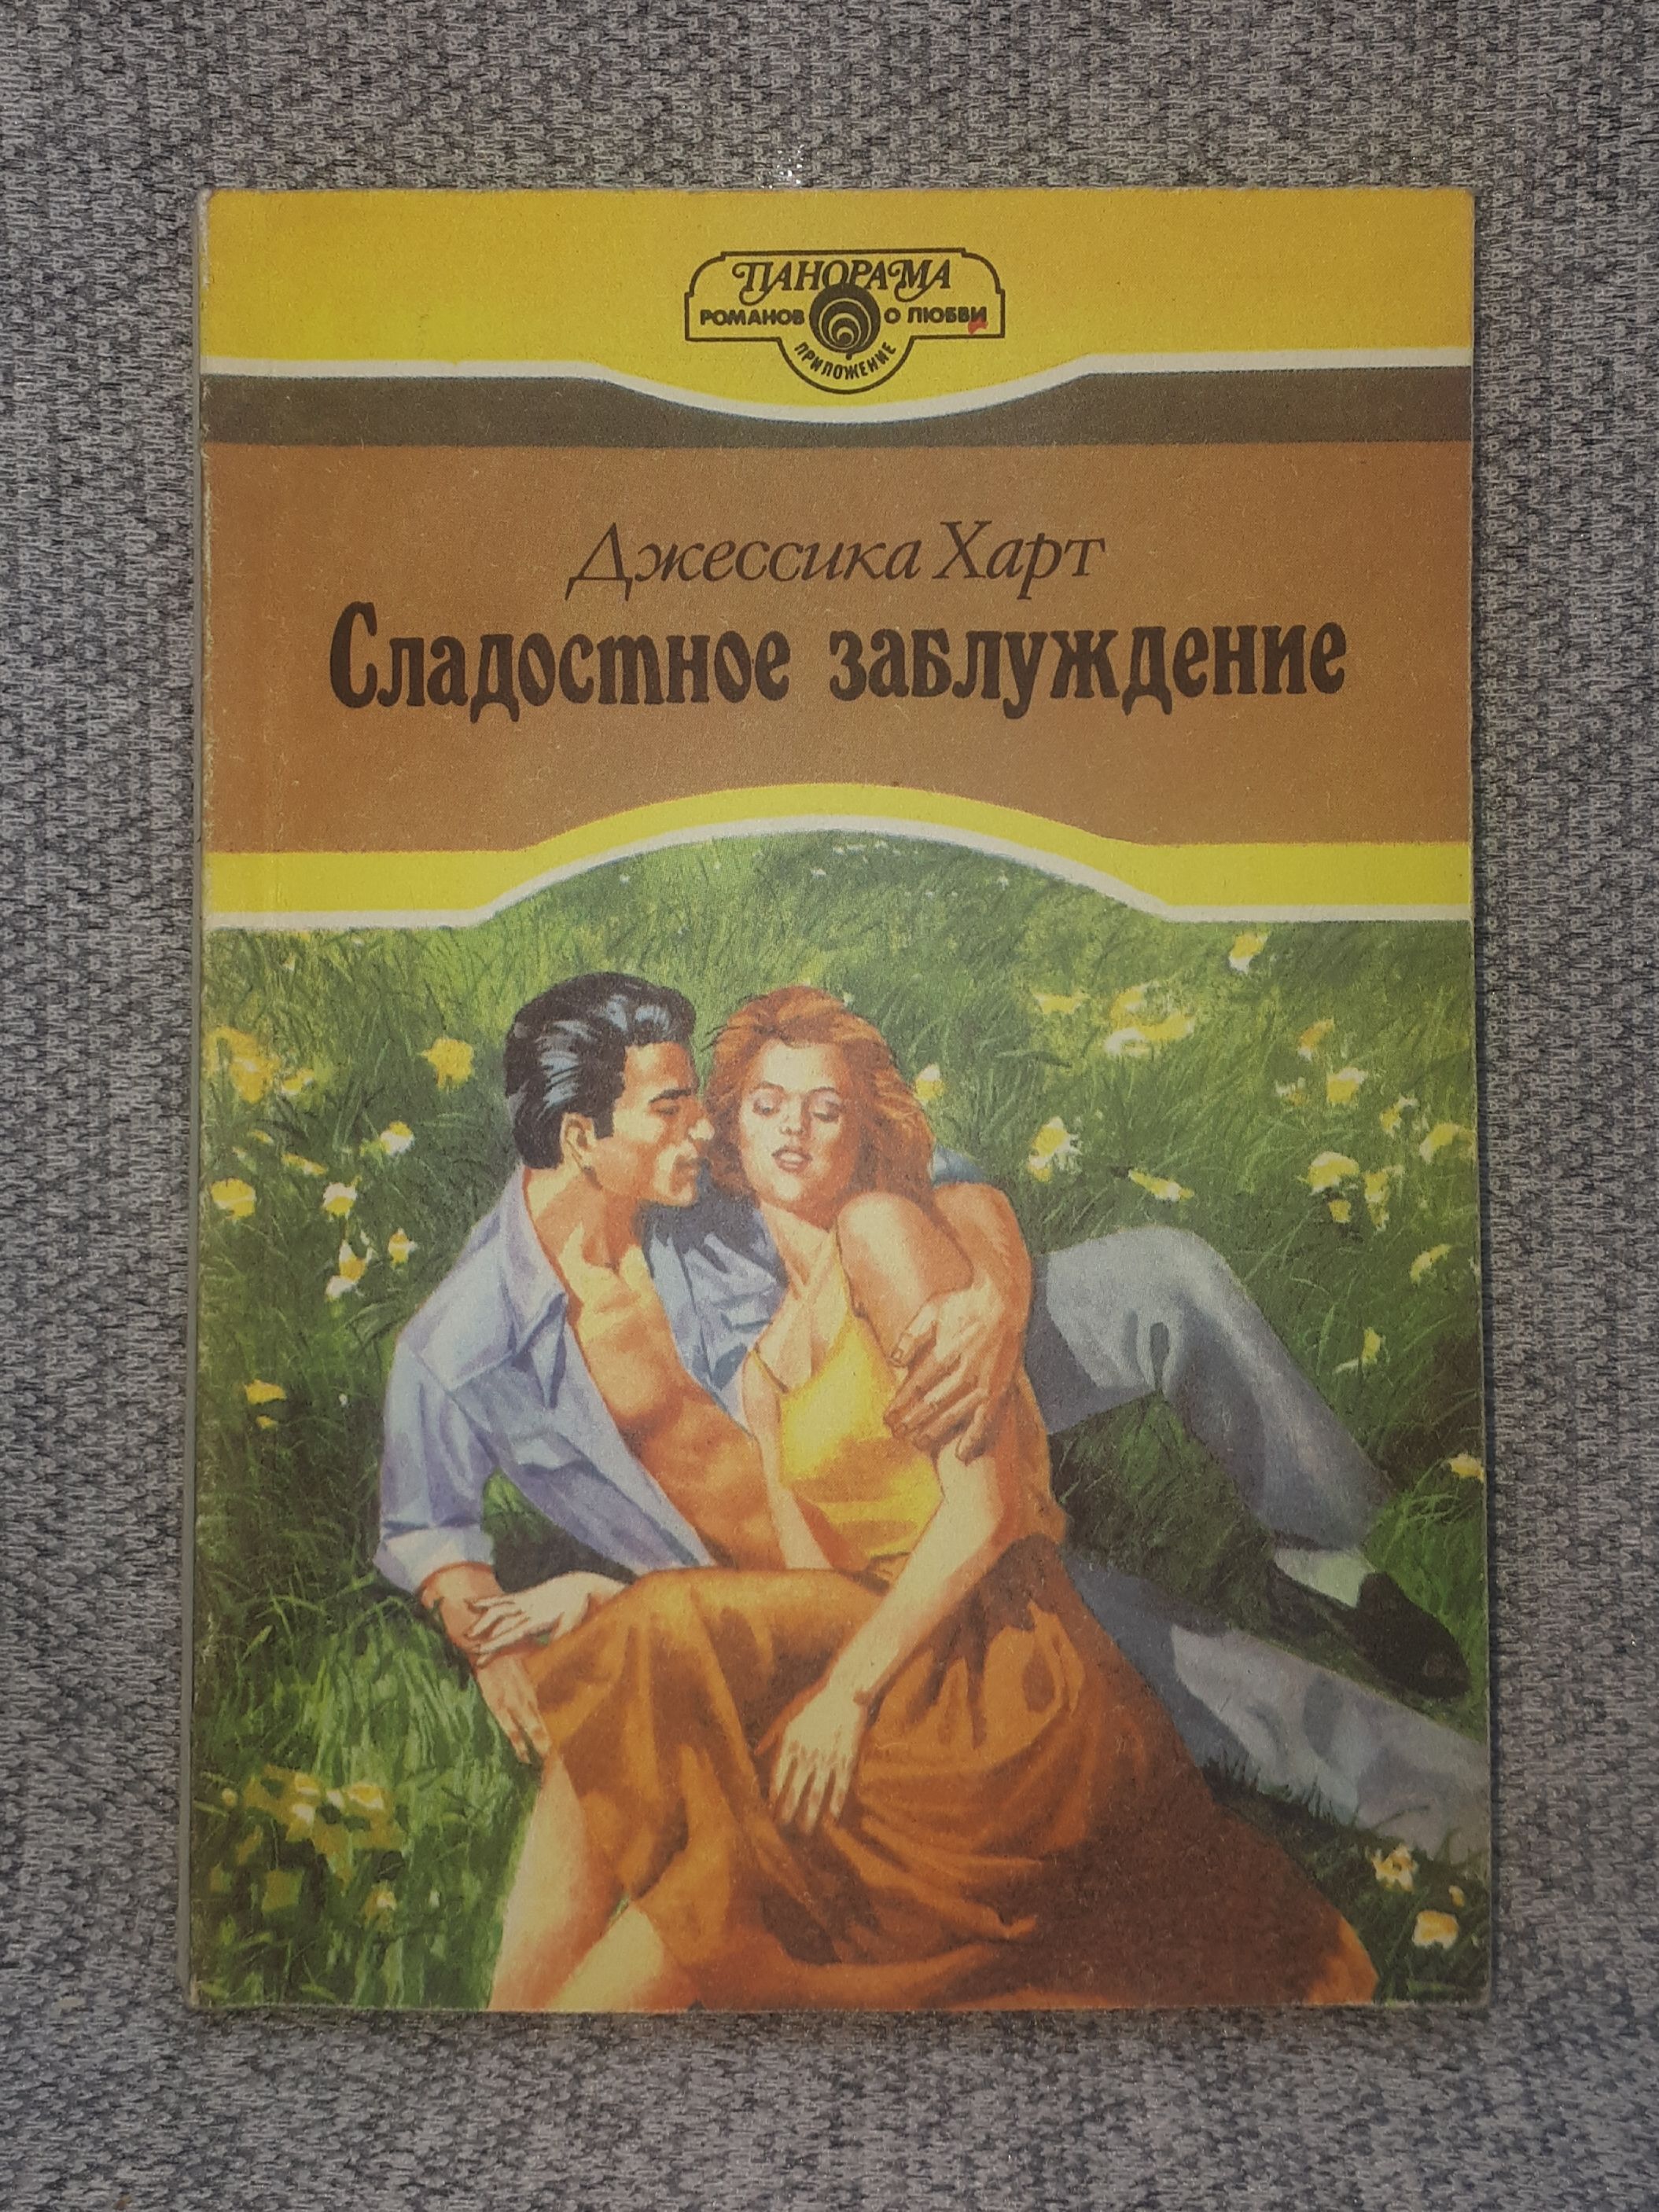 ПАНОРАМА
РОМАНОВ О ЛЮБВИ
ПРИЛОЖЕНИЕ
Джессика Харт
Сладостное заблуждение